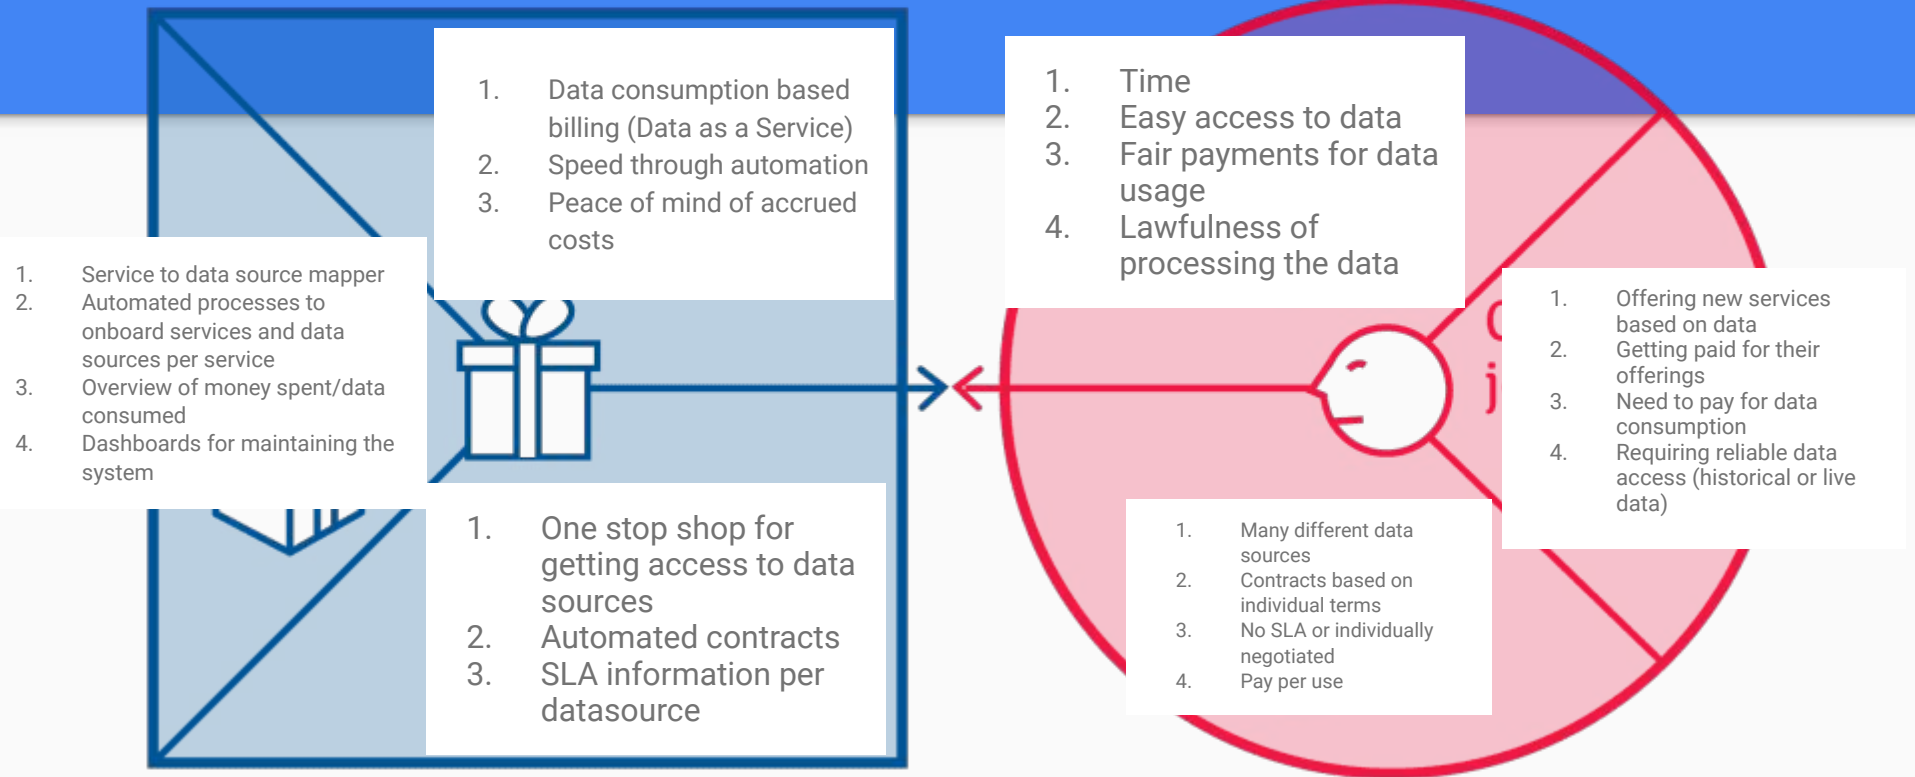 1. Data consumption based
billing (Data as a Service)
2. Speed through automation
3. Peace of mind of accrued
costs
1. Time
2. Easy access to data
3. Fair payments for data
usage
4. Lawfulness of
processing the data
1. Service to data source mapper
2. Automated processes to
onboard services and data
sources per service
3. Overview of money spent/data
consumed
4. Dashboards for maintaining the
system
1. Offering new services
based on data
2. Getting paid for their
offerings
3. Need to pay for data
consumption
4. Requiring reliable data
access (historical or live
data)
1. One stop shop for
getting access to data
sources
2. Automated contracts
3. SLA information per
datasource
1. Many different data
sources
2. Contracts based on
individual terms
3. No SLA or individually
negotiated
4. Pay per use